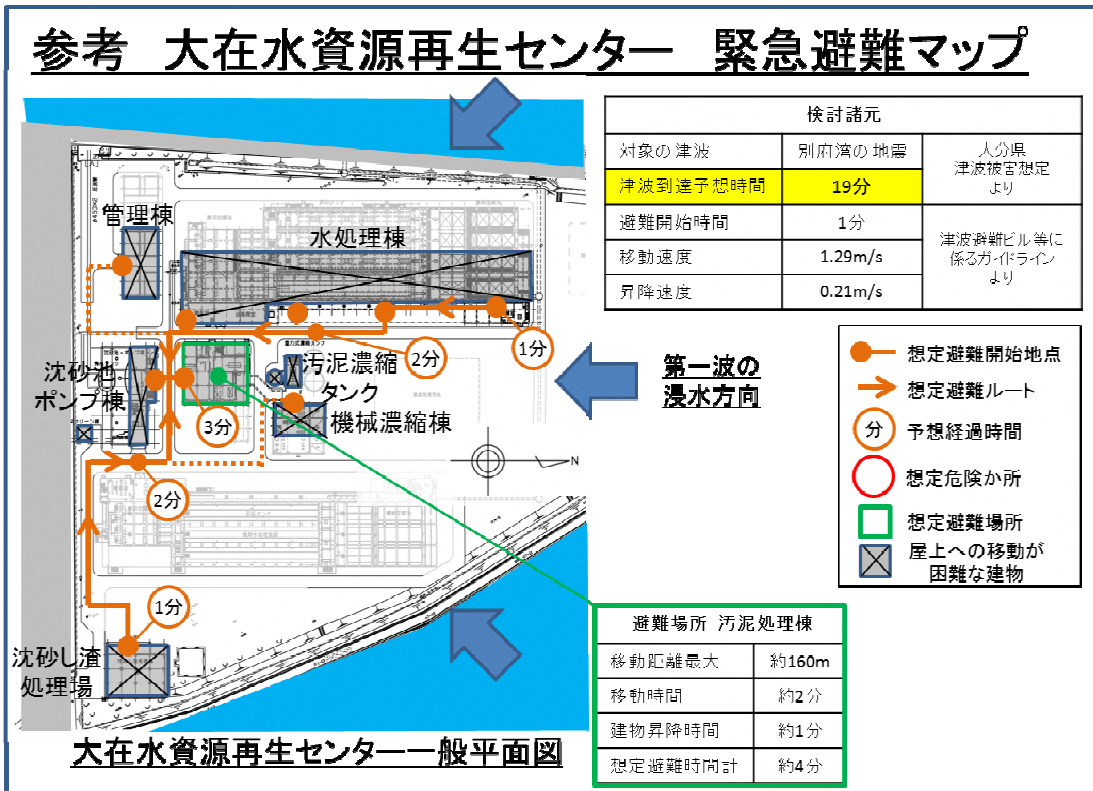 参考 大在水資源再生センター 緊急避難マップ
検討諸元
対象の津波 別府湾の地震
大分県
津波被害想定
より
津波到達予想時間 19分
避難開始時間 1分
移動速度 1.29m/s
昇降速度 0.21m/s
津波避難ビル等に
係るガイドライン
より
管理棟
水処理棟
1分
2分
汚泥濃縮
タンク
機械濃縮棟
沈砂池
ポンプ棟
3分
2分
N
第一波の
浸水方向
想定避難開始地点
想定避難ルート
分 予想経過時間
想定危険か所
想定避難場所
屋上への移動が
困難な建物
1分
沈砂し渣
処理場
避難場所 汚泥処理棟
移動距離最大 約160m
移動時間 約2分
建物昇降時間 約1分
想定避難時間計 約4分
大在水資源再生センター一般平面図